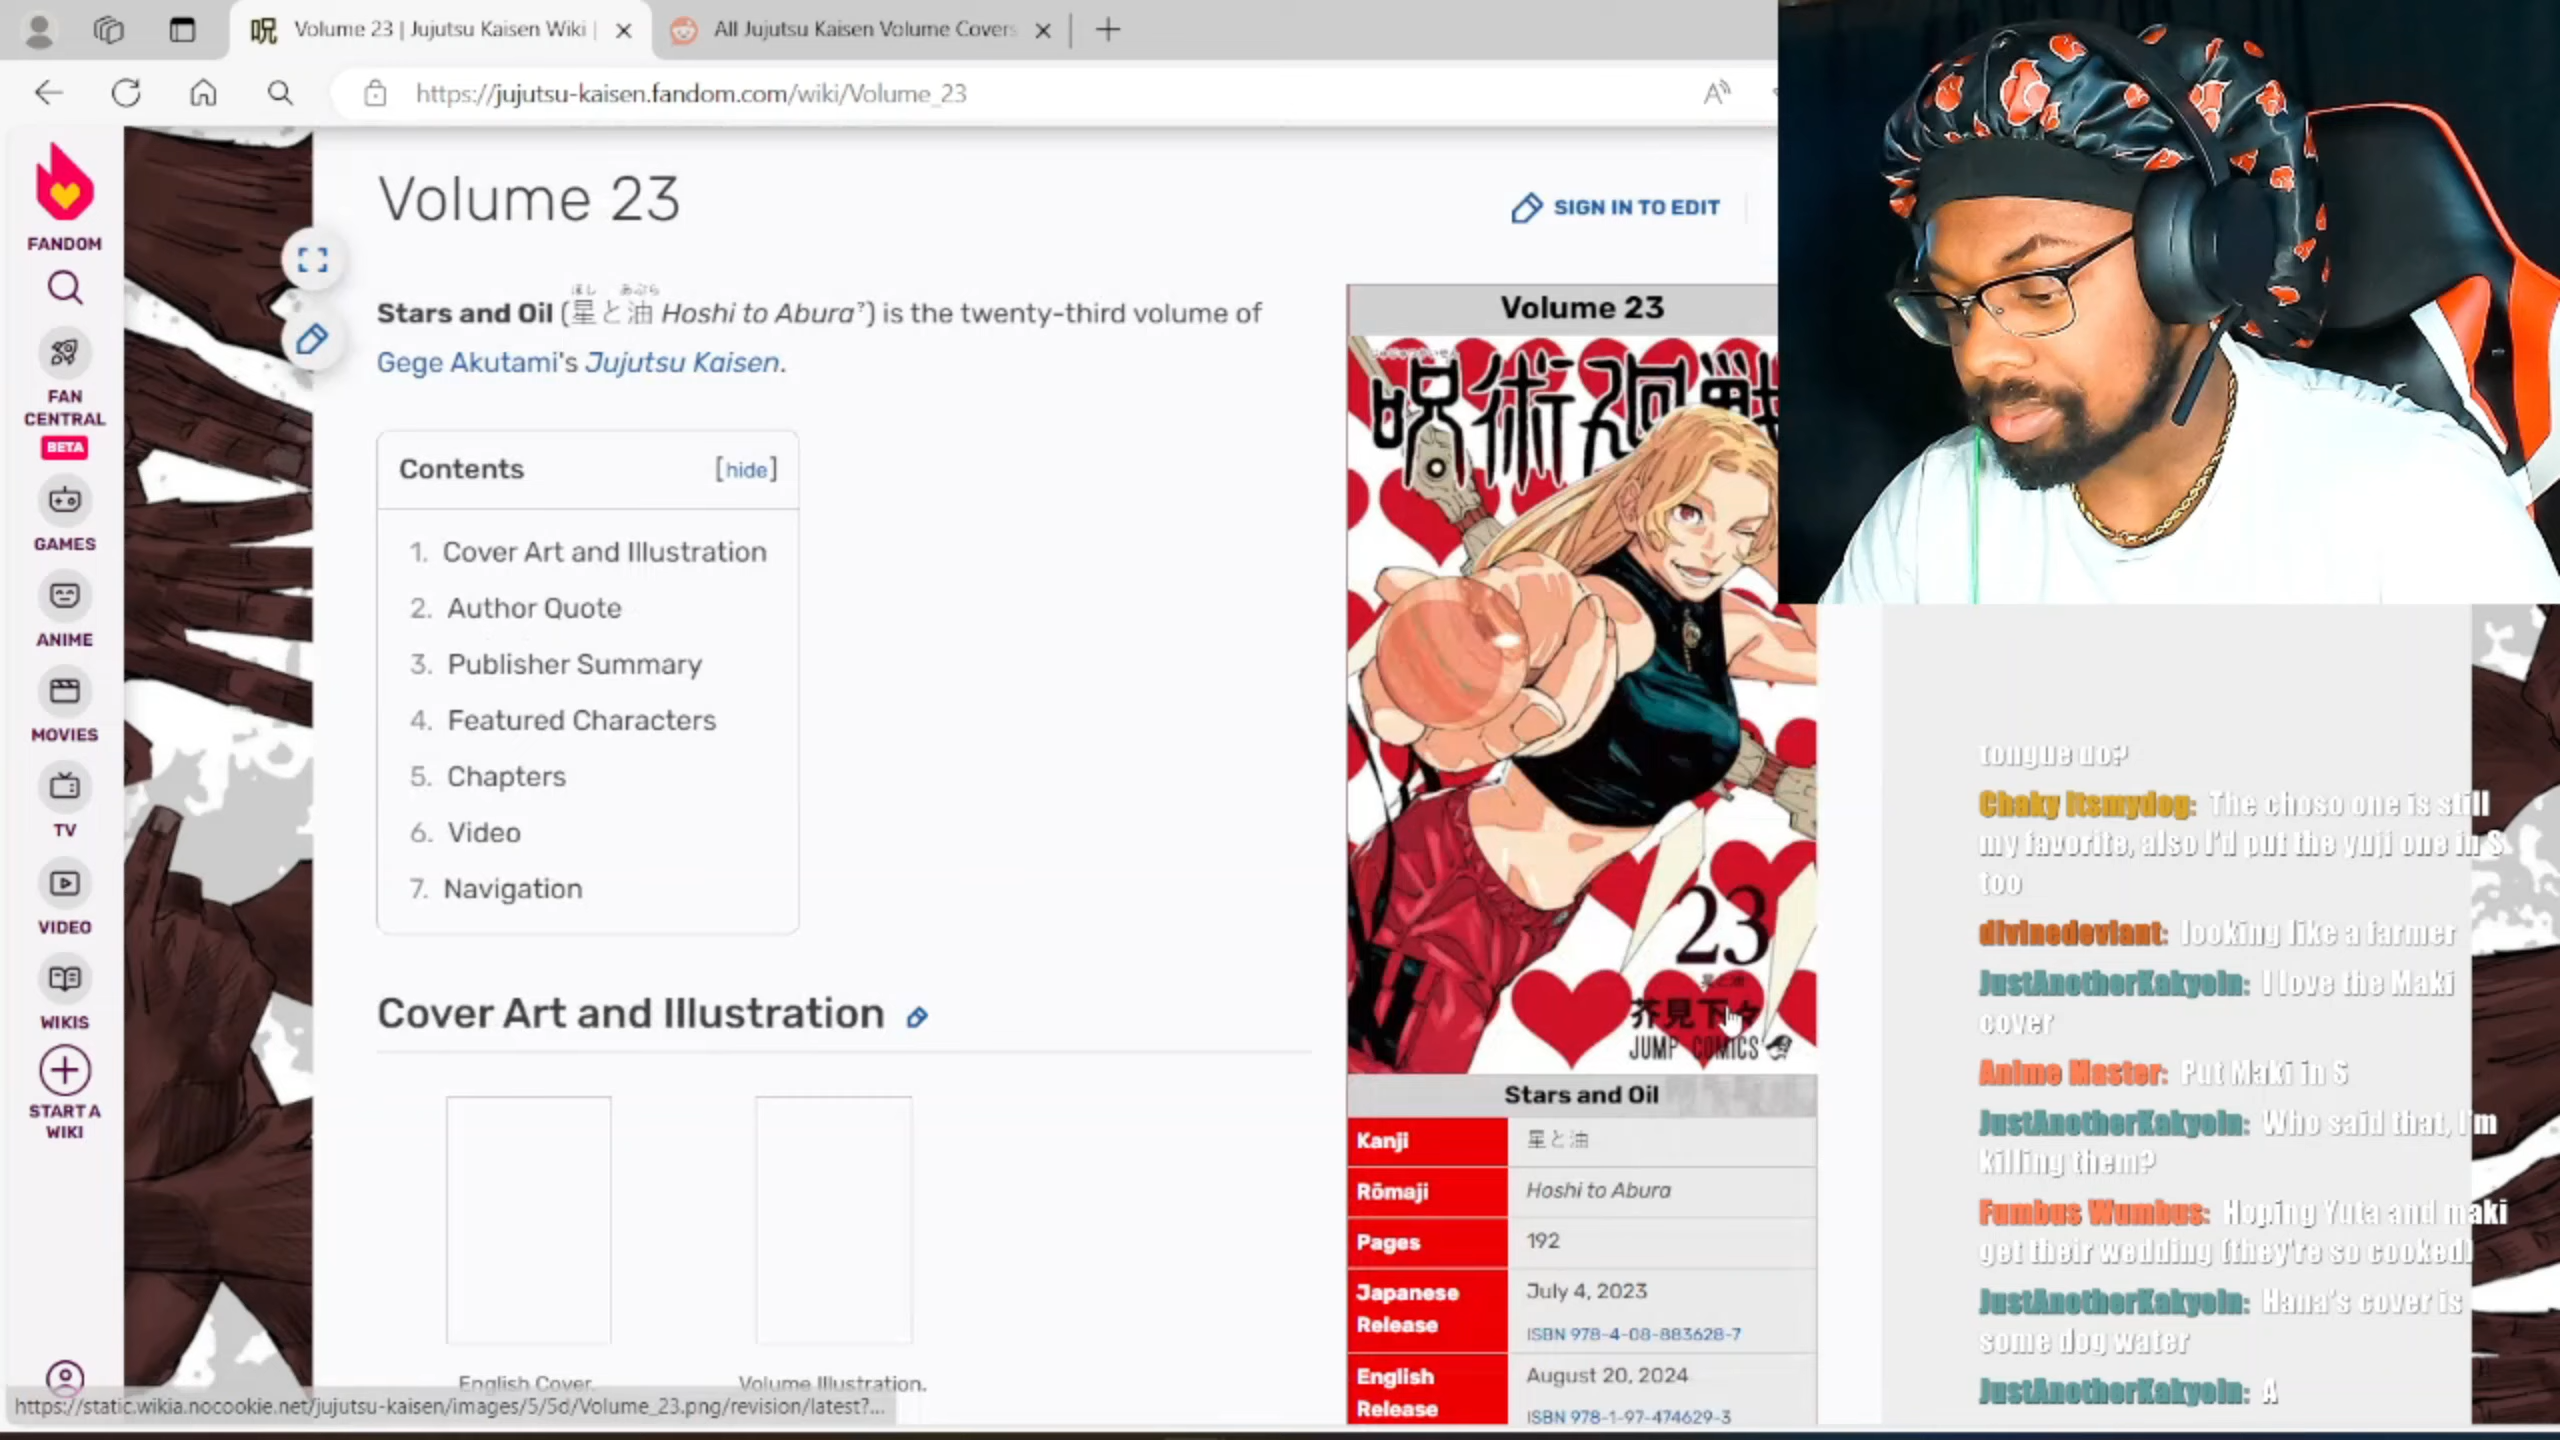 Volume 23 | Jujutsu Kaisen Wiki |
All Jujutsu Kaisen Volume Covers
https://jujutsu-kaisen.fandom.com/wiki/Volume_23
FANDOM
FAN
CENTRAL
BETA
GAMES
ANIME
MOVIES
TV
VIDEO
WIKIS
START A
WIKI
Volume 23
SIGN IN TO EDIT
ほし あぶら
Stars and Oil (星と油 Hoshi to Abura?) is the twenty-third volume of
Gege Akutami's Jujutsu Kaisen.
Contents [hide]
1. Cover Art and Illustration
2. Author Quote
3. Publisher Summary
4. Featured Characters
5. Chapters
6. Video
7. Navigation
Cover Art and Illustration
English Cover.
Volume Illustration.
https://static.wikia.nocookie.net/jujutsu-kaisen/images/5/5d/Volume_23.png/revision/latest?...
Volume 23
呪術廻戦
23
星と油
芥見下々
JUMP COMICS
Stars and Oil
Kanji 星と油
Rōmaji Hoshi to Abura
Pages 192
Japanese Release July 4, 2023
ISBN 978-4-08-883628-7
English Release August 20, 2024
ISBN 978-1-97-474629-3
tongue do?
Chaky Itsmydog: The choso one is still
my favorite, also I'd put the yuji one in S
too
divinedeviant: looking like a farmer
JustAnotherKakyoin: I love the Maki
cover
Anime Master: Put Maki in S
JustAnotherKakyoin: Who said that, I'm
killing them?
Fumbus Wumbus: Hoping Yuta and maki
get their wedding (they're so cooked)
JustAnotherKakyoin: Hana's cover is
some dog water
JustAnotherKakyoin: A